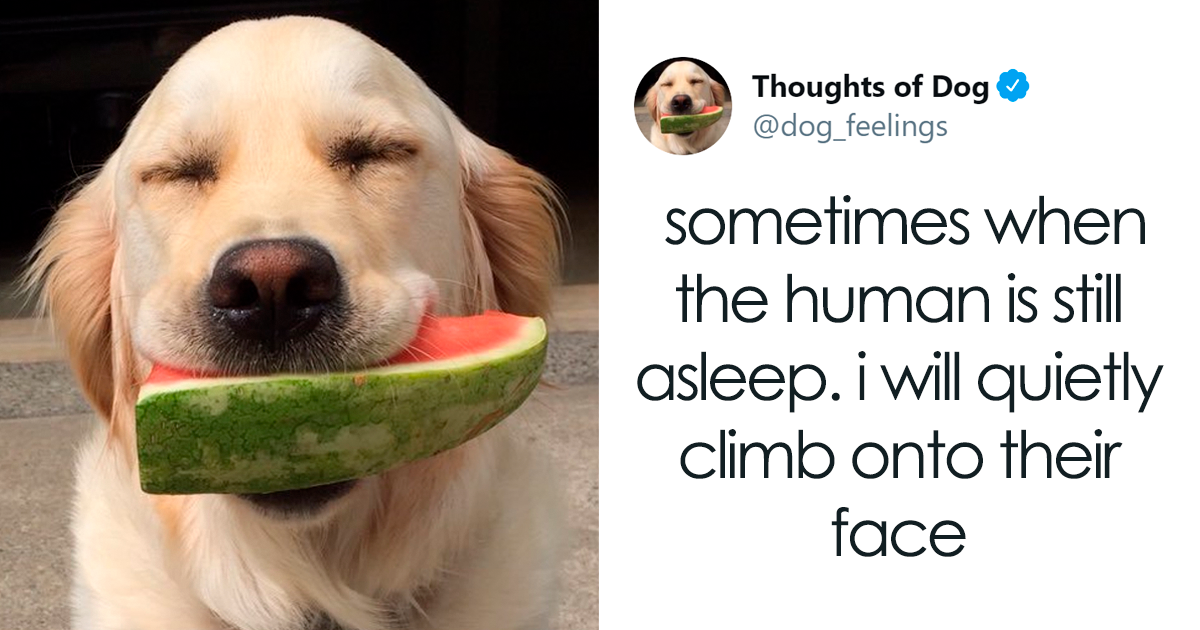 Thoughts of Dog
@dog_feelings
sometimes when
the human is still
asleep. i will quietly
climb onto their
face